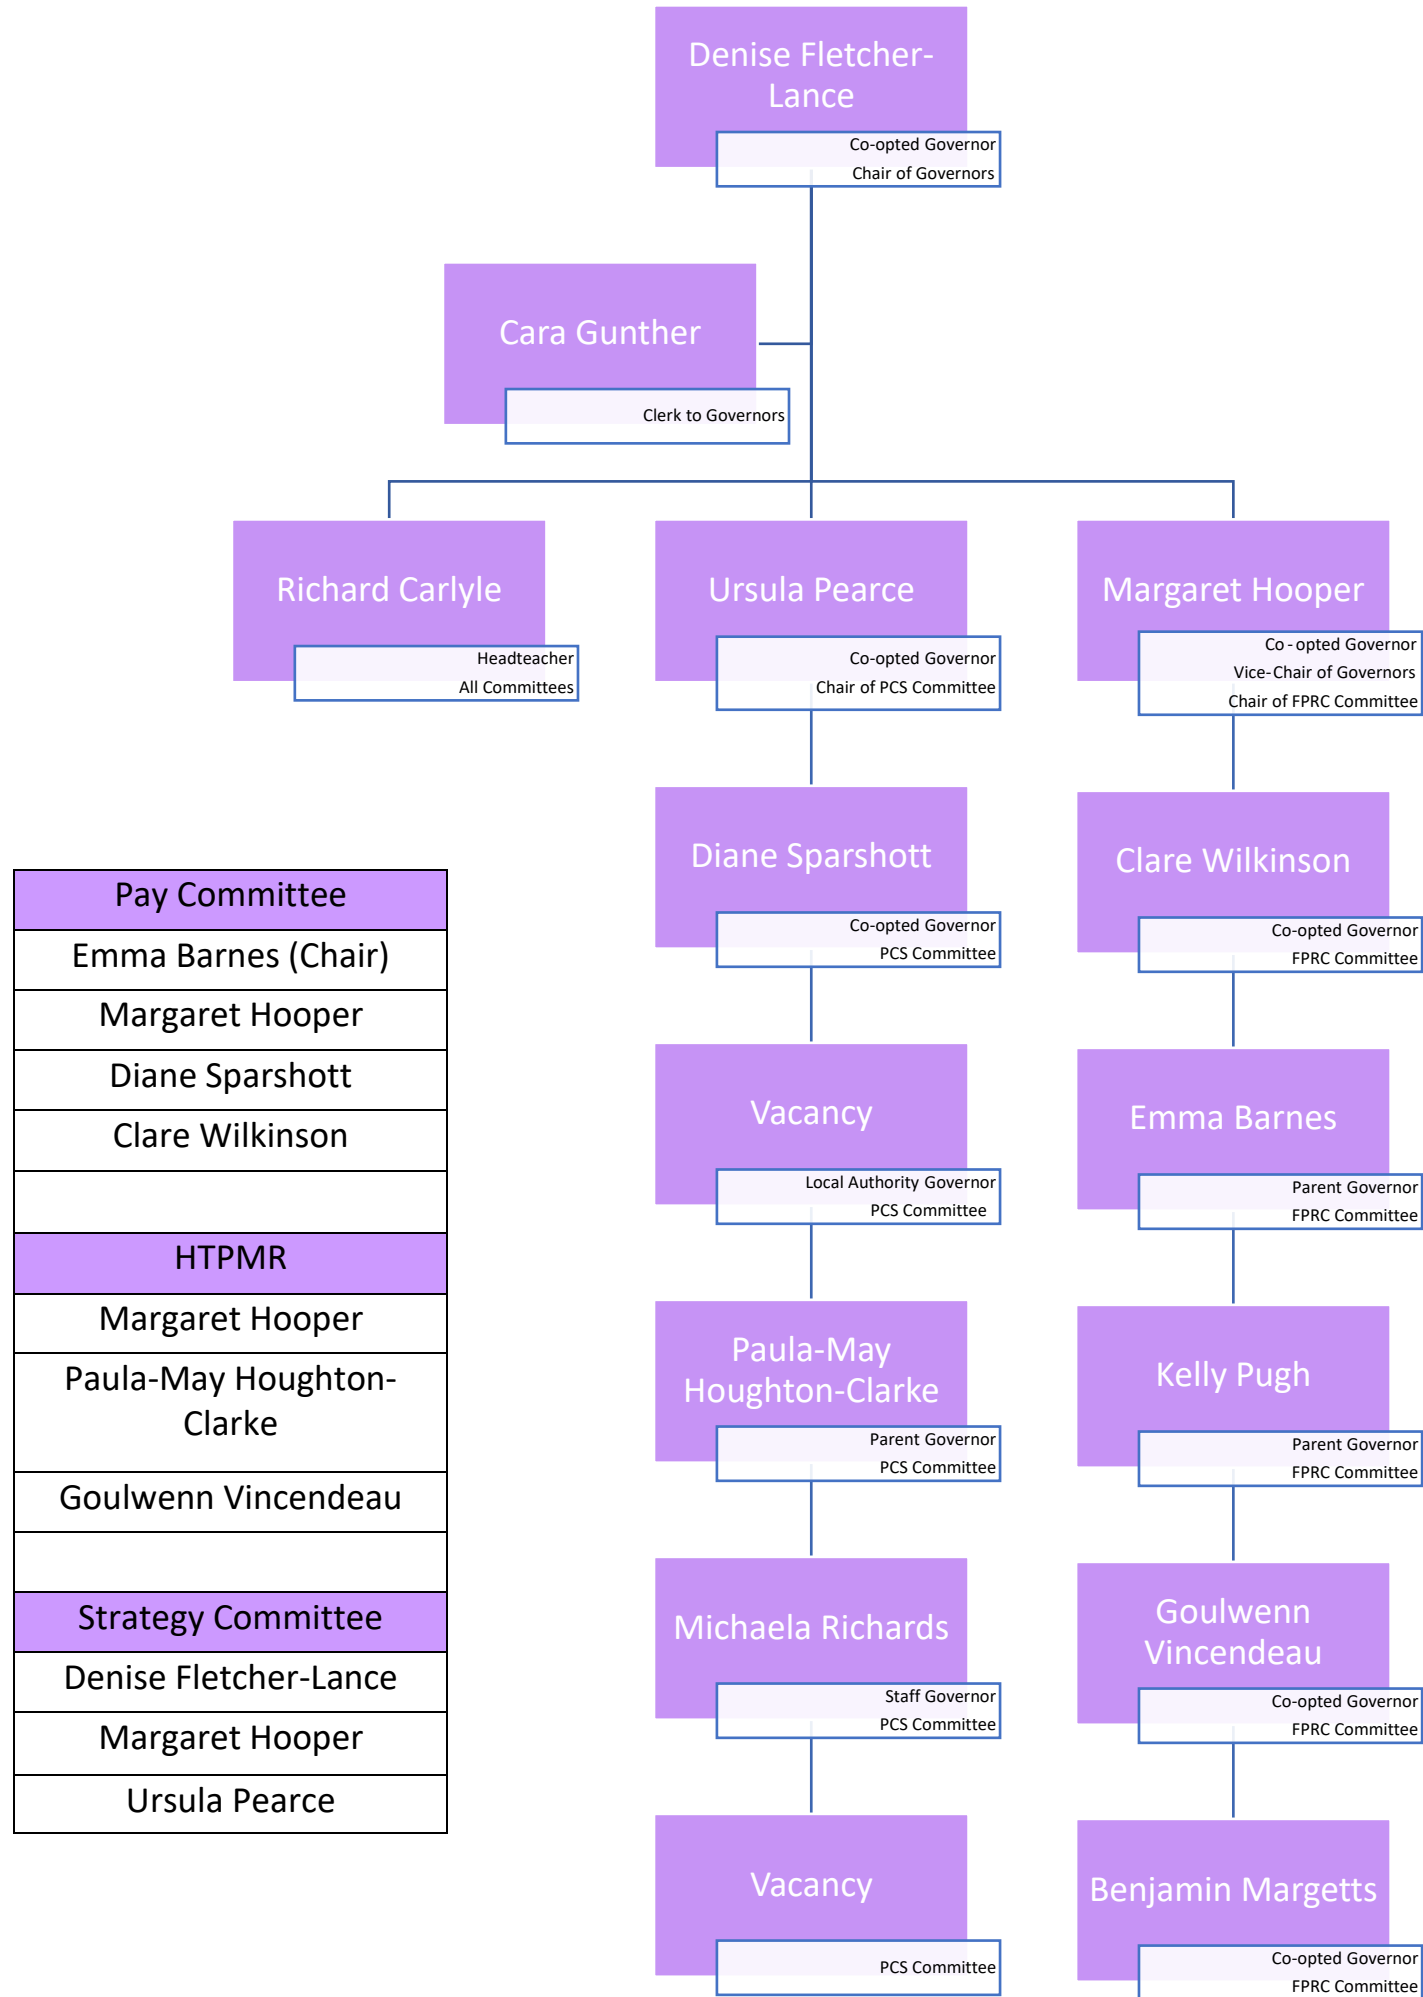 Denise Fletcher-
Lance
Co-opted Governor
Chair of Governors
Cara Gunther
Clerk to Governors
Richard Carlyle
Headteacher
All Committees
Ursula Pearce
Co-opted Governor
Chair of PCS Committee
Margaret Hooper
Co - opted Governor
Vice-Chair of Governors
Chair of FPRC Committee
Diane Sparshott
Co-opted Governor
PCS Committee
Clare Wilkinson
Co-opted Governor
FPRC Committee
Vacancy
Local Authority Governor
PCS Committee
Emma Barnes
Parent Governor
FPRC Committee
Paula-May
Houghton-Clarke
Parent Governor
PCS Committee
Kelly Pugh
Parent Governor
FPRC Committee
Michaela Richards
Staff Governor
PCS Committee
Goulwenn
Vincendeau
Co-opted Governor
FPRC Committee
Vacancy
PCS Committee
Benjamin Margetts
Co-opted Governor
FPRC Committee
Pay Committee
Emma Barnes (Chair)
Margaret Hooper
Diane Sparshott
Clare Wilkinson
HTPMR
Margaret Hooper
Paula-May Houghton-
Clarke
Goulwenn Vincendeau
Strategy Committee
Denise Fletcher-Lance
Margaret Hooper
Ursula Pearce